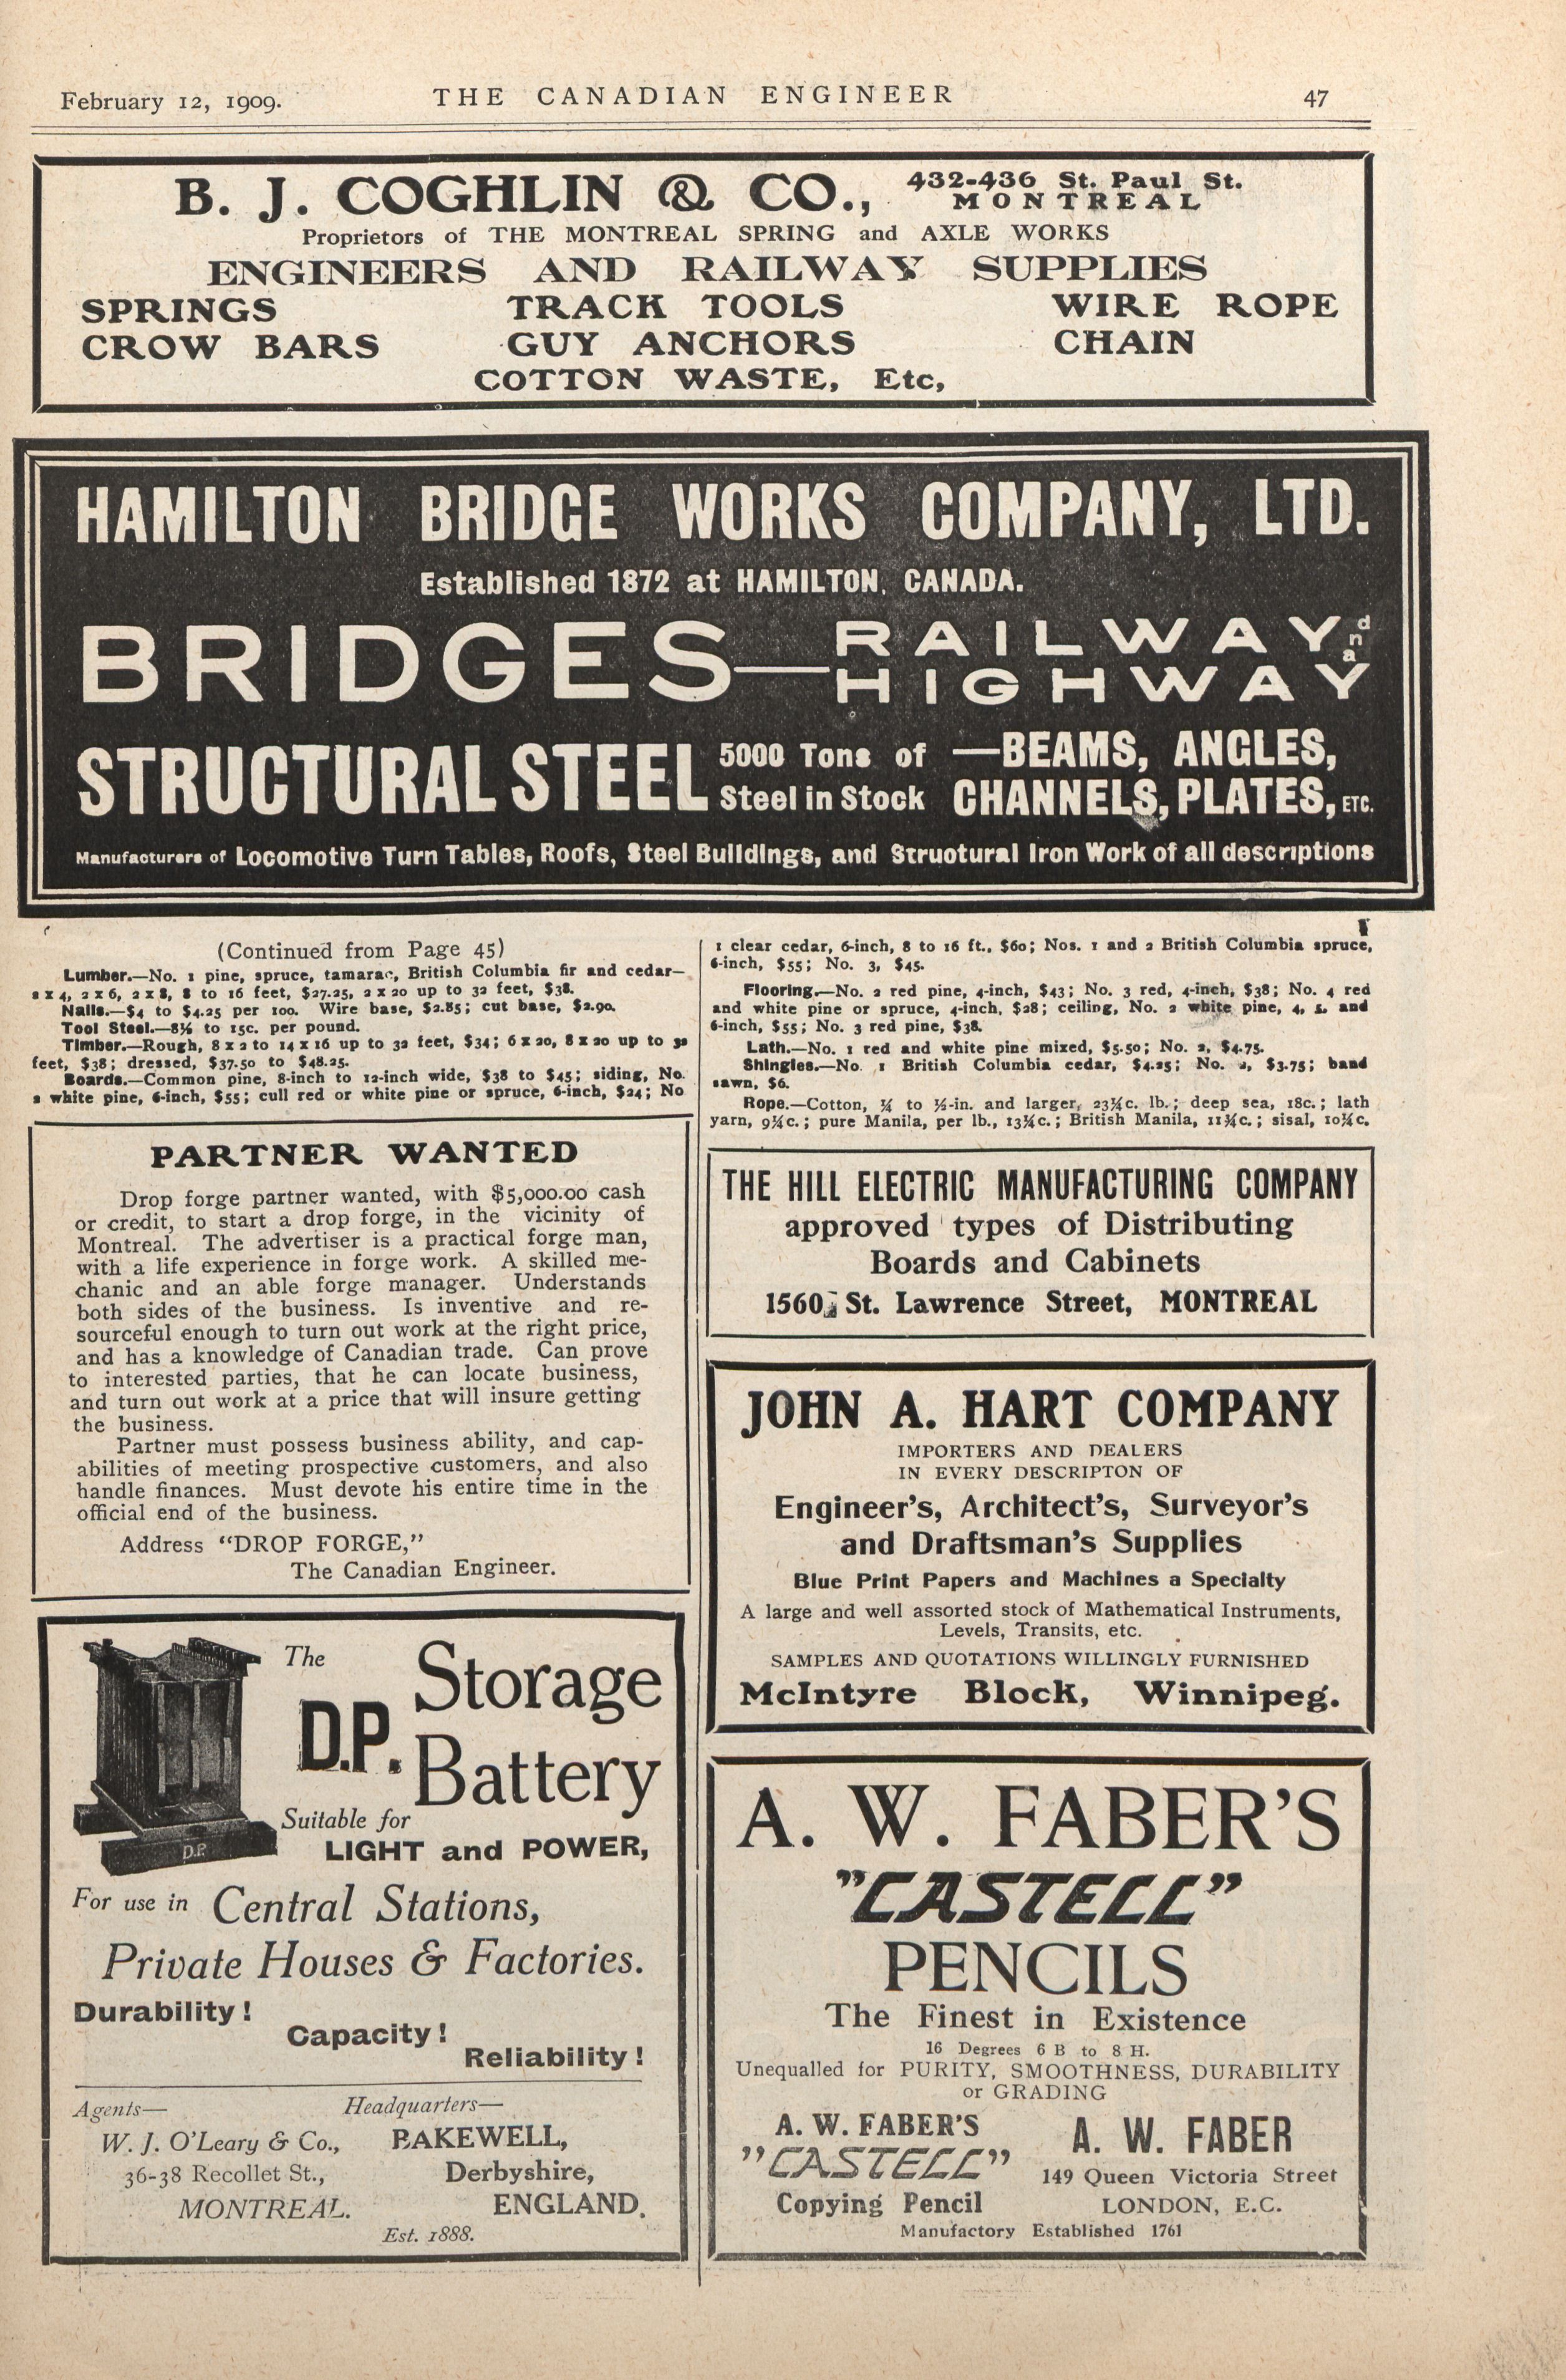 February 12, 1909.
THE CANADIAN ENGINEER
47
B. J. COGHLIN & CO., 432-436 St. Paul St.
MONTREAL
Proprietors of THE MONTREAL SPRING and AXLE WORKS
ENGINEERS AND RAILWAY SUPPLIES
SPRINGS TRACK TOOLS WIRE ROPE
CROW BARS GUY ANCHORS CHAIN
COTTON WASTE, Etc,
HAMILTON BRIDGE WORKS COMPANY, LTD.
Established 1872 at HAMILTON, CANADA.
BRIDGES—RAILWAY and
HIGHWAY
STRUCTURAL STEEL 5000 Tons of —BEAMS, ANGLES,
Steel in Stock CHANNELS, PLATES, ETC.
Manufacturers of Locomotive Turn Tables, Roofs, Steel Buildings, and Structural Iron Work of all descriptions
(Continued from Page 45)
Lumber.—No. 1 pine, spruce, tamarac, British Columbia fir and cedar—
2 x 4, 2 x 6, 2 x 8, 8 to 16 feet, $27.25, 2 x 20 up to 32 feet, $38.
Nails.—$4 to $4.25 per 100. Wire base, $2.85; cut base, $2.90.
Tool Steel.—8½ to 15c. per pound.
Timber.—Rough, 8 x 2 to 14 x 16 up to 32 feet, $34; 6 x 20, 8 x 20 up to 32
feet, $38; dressed, $37.50 to $48.25.
Boards.—Common pine, 8-inch to 12-inch wide, $38 to $45; siding, No.
2 white pine, 6-inch, $55; cull red or white pine or spruce, 6-inch, $24; No
1 clear cedar, 6-inch, 8 to 16 ft., $60; Nos. 1 and 2 British Columbia spruce,
6-inch, $55; No. 3, $45.
Flooring.—No. 2 red pine, 4-inch, $43; No. 3 red, 4-inch, $38; No. 4 red
and white pine or spruce, 4-inch, $28; ceiling, No. 2 white pine, 4, 5, and
6-inch, $55; No. 3 red pine, $38.
Lath.—No. 1 red and white pine mixed, $5.50; No. 2, $4.75.
Shingles.—No. 1 British Columbia cedar, $4.25; No. 2, $3.75; band
sawn, $6.
Rope.—Cotton, ¼ to ½-in. and larger, 23¼c. lb.; deep sea, 18c.; lath
yarn, 9¼c.; pure Manila, per lb., 13¼c.; British Manila, 11¼c.; sisal, 10¼c.
PARTNER WANTED
Drop forge partner wanted, with $5,000.00 cash
or credit, to start a drop forge, in the vicinity of
Montreal. The advertiser is a practical forge man,
with a life experience in forge work. A skilled me-
chanic and an able forge manager. Understands
both sides of the business. Is inventive and re-
sourceful enough to turn out work at the right price,
and has a knowledge of Canadian trade. Can prove
to interested parties, that he can locate business,
and turn out work at a price that will insure getting
the business.
Partner must possess business ability, and cap-
abilities of meeting prospective customers, and also
handle finances. Must devote his entire time in the
official end of the business.
Address "DROP FORGE,"
The Canadian Engineer.
The
D.P. Storage
Battery
Suitable for
LIGHT and POWER,
D.P.
For use in Central Stations,
Private Houses & Factories.
Durability!
Capacity!
Reliability!
Agents— Headquarters—
W. J. O'Leary & Co., BAKEWELL,
36-38 Recollet St., Derbyshire,
MONTREAL. ENGLAND.
Est. 1888.
THE HILL ELECTRIC MANUFACTURING COMPANY
approved types of Distributing
Boards and Cabinets
1560, St. Lawrence Street, MONTREAL
JOHN A. HART COMPANY
IMPORTERS AND DEALERS
IN EVERY DESCRIPTON OF
Engineer's, Architect's, Surveyor's
and Draftsman's Supplies
Blue Print Papers and Machines a Specialty
A large and well assorted stock of Mathematical Instruments,
Levels, Transits, etc.
SAMPLES AND QUOTATIONS WILLINGLY FURNISHED
McIntyre Block, Winnipeg.
A. W. FABER'S
"CASTELL"
PENCILS
The Finest in Existence
16 Degrees 6 B to 8 H.
Unequalled for PURITY, SMOOTHNESS, DURABILITY
or GRADING
A. W. FABER'S
"CASTELL"
Copying Pencil
A. W. FABER
149 Queen Victoria Street
LONDON, E.C.
Manufactory Established 1761